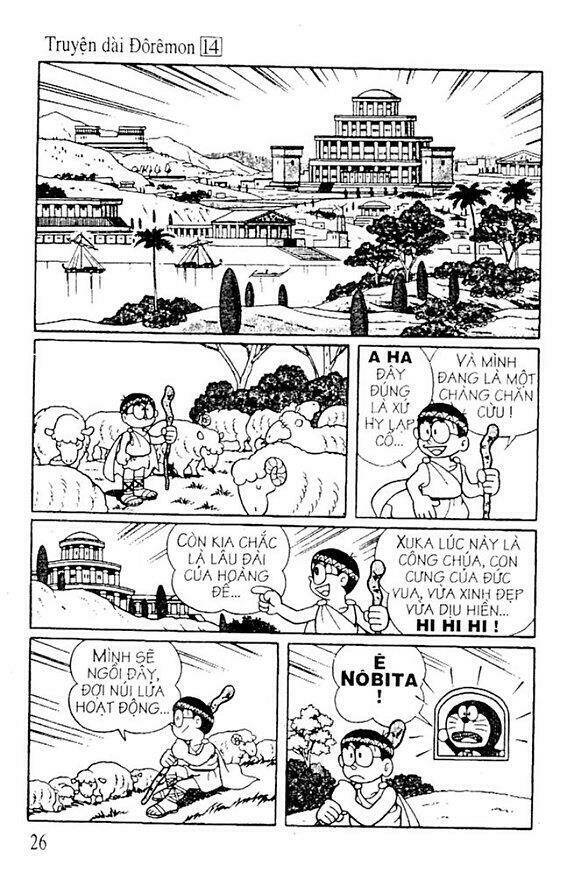 Truyện dài Đôrêmon 14
A HA
ĐÂY
ĐÚNG
LÀ XỨ
HY LẠP
CỔ...
VÀ MÌNH
ĐANG LÀ MỘT
CHÀNG CHĂN
CỪU !
CÒN KIA CHẮC
LÀ LÂU ĐÀI
CỦA HOÀNG
ĐẾ...
XUKA LÚC NÀY LÀ
CÔNG CHÚA, CON
CƯNG CỦA ĐỨC
VUA, VỪA XINH ĐẸP
VỪA DỊU HIỀN...
HI HI HI !
MÌNH SẼ
NGỒI ĐÂY,
ĐỢI NÚI LỬA
HOẠT ĐỘNG...
Ê
NÔBITA
!
26